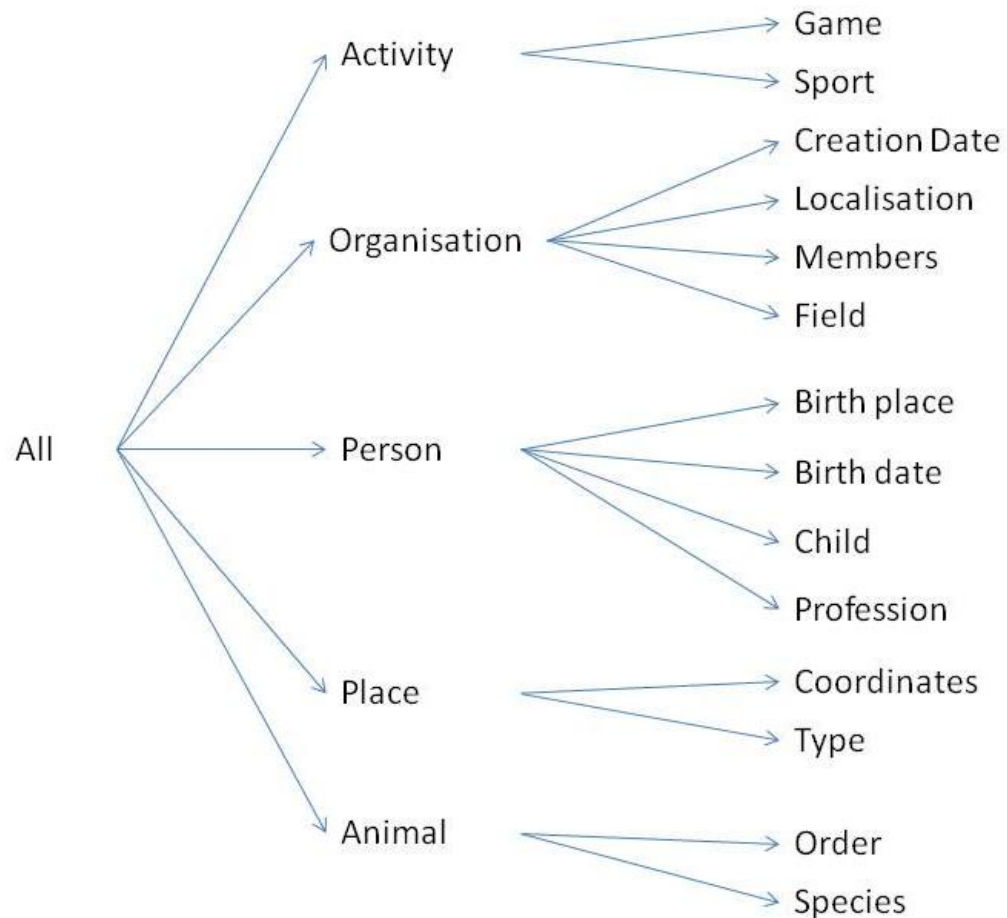 All
Activity
Game
Sport
Organisation
Creation Date
Localisation
Members
Field
Person
Birth place
Birth date
Child
Profession
Place
Coordinates
Type
Animal
Order
Species